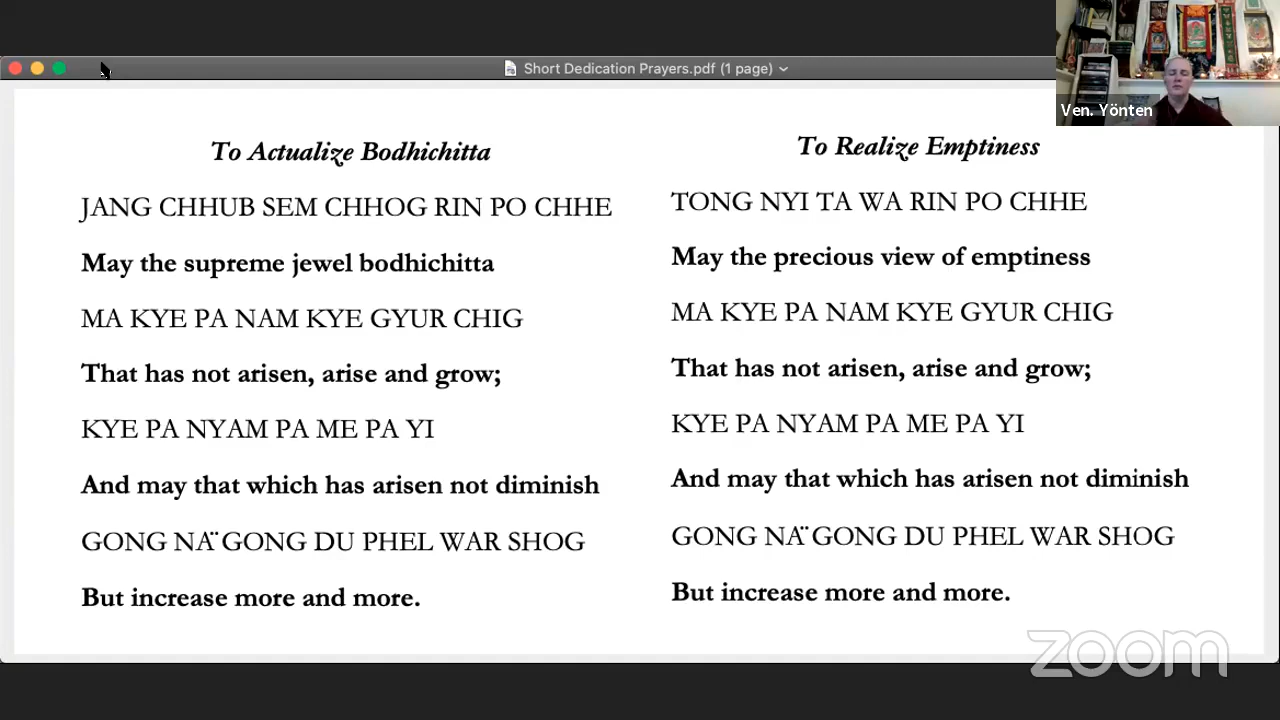 Short Dedication Prayers.pdf (1 page)
Ven. Yönten
To Actualize Bodhichitta
JANG CHHUB SEM CHHOG RIN PO CHHE
May the supreme jewel bodhichitta
MA KYE PA NAM KYE GYUR CHIG
That has not arisen, arise and grow;
KYE PA NYAM PA ME PA YI
And may that which has arisen not diminish
GONG NÄ GONG DU PHEL WAR SHOG
But increase more and more.
To Realize Emptiness
TONG NYI TA WA RIN PO CHHE
May the precious view of emptiness
MA KYE PA NAM KYE GYUR CHIG
That has not arisen, arise and grow;
KYE PA NYAM PA ME PA YI
And may that which has arisen not diminish
GONG NÄ GONG DU PHEL WAR SHOG
But increase more and more.
zoom